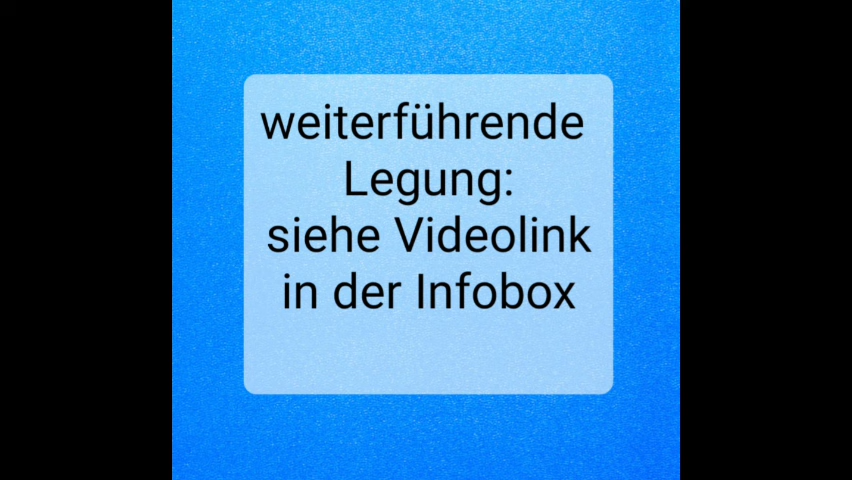 weiterführende
Legung:
siehe Videolink
in der Infobox